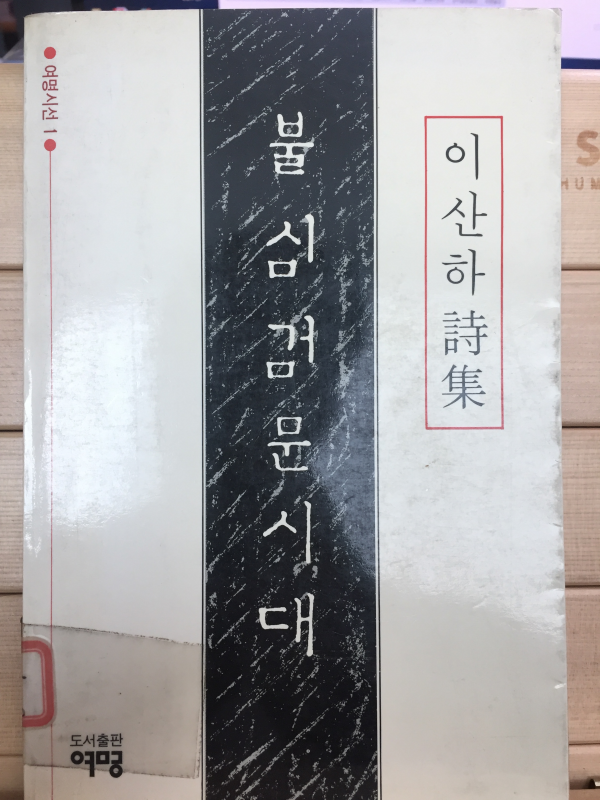 여명시선 1
이산하 詩集
불심검문시대
도서출판
여명
S
HUM